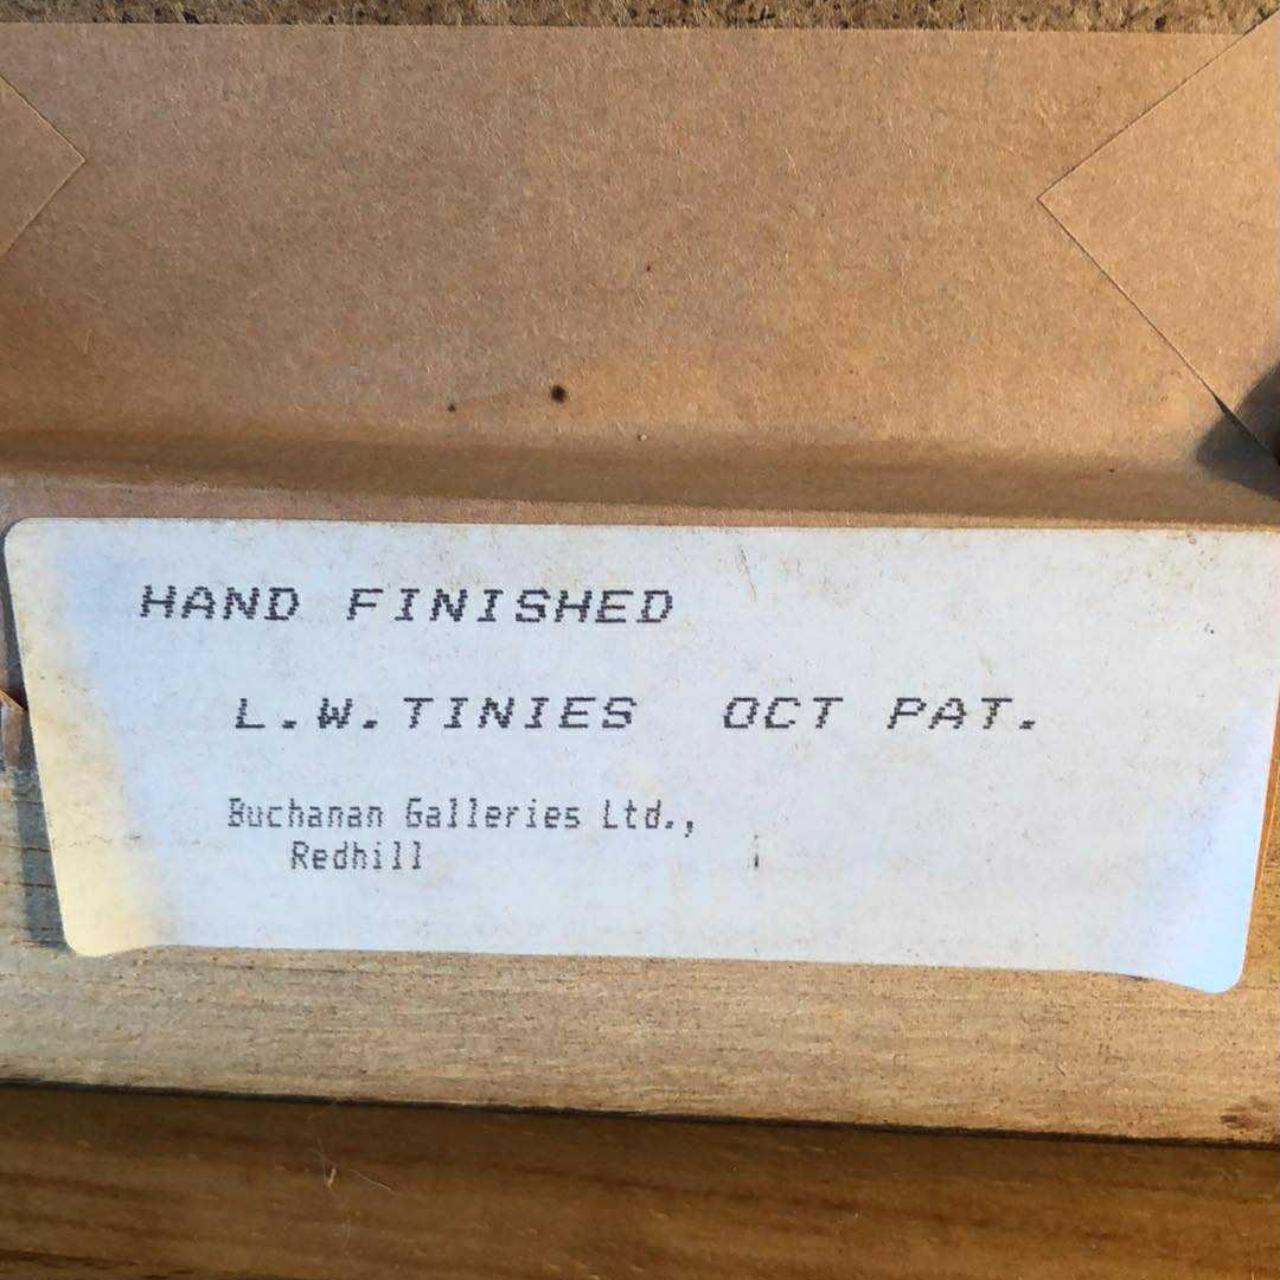 HAND FINISHED
L.W.TINIES OCT PAT.
Buchanan Galleries Ltd.,
Redhill